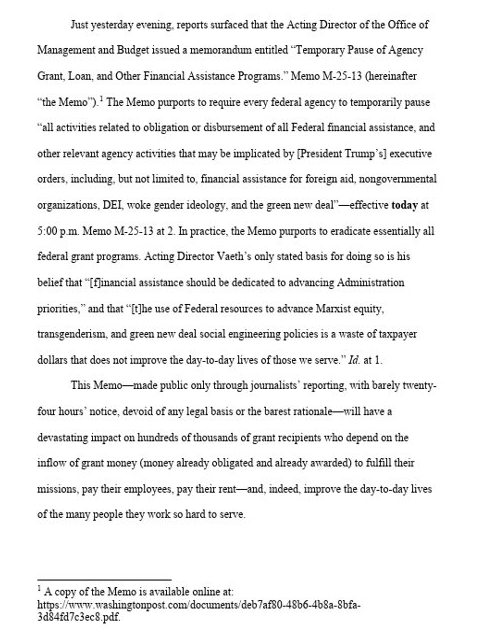 Just yesterday evening, reports surfaced that the Acting Director of the Office of
Management and Budget issued a memorandum entitled “Temporary Pause of Agency
Grant, Loan, and Other Financial Assistance Programs.” Memo M-25-13 (hereinafter
“the Memo”).1 The Memo purports to require every federal agency to temporarily pause
“all activities related to obligation or disbursement of all Federal financial assistance, and
other relevant agency activities that may be implicated by [President Trump’s] executive
orders, including, but not limited to, financial assistance for foreign aid, nongovernmental
organizations, DEI, woke gender ideology, and the green new deal”—effective today at
5:00 p.m. Memo M-25-13 at 2. In practice, the Memo purports to eradicate essentially all
federal grant programs. Acting Director Vaeth’s only stated basis for doing so is his
belief that “[f]inancial assistance should be dedicated to advancing Administration
priorities,” and that “[t]he use of Federal resources to advance Marxist equity,
transgenderism, and green new deal social engineering policies is a waste of taxpayer
dollars that does not improve the day-to-day lives of those we serve.” Id. at 1.
This Memo—made public only through journalists’ reporting, with barely twenty-
four hours’ notice, devoid of any legal basis or the barest rationale—will have a
devastating impact on hundreds of thousands of grant recipients who depend on the
inflow of grant money (money already obligated and already awarded) to fulfill their
missions, pay their employees, pay their rent—and, indeed, improve the day-to-day lives
of the many people they work so hard to serve.
1 A copy of the Memo is available online at:
https://www.washingtonpost.com/documents/deb7af80-48b6-4b8a-8bfa-
3d84fd7c3ec8.pdf.